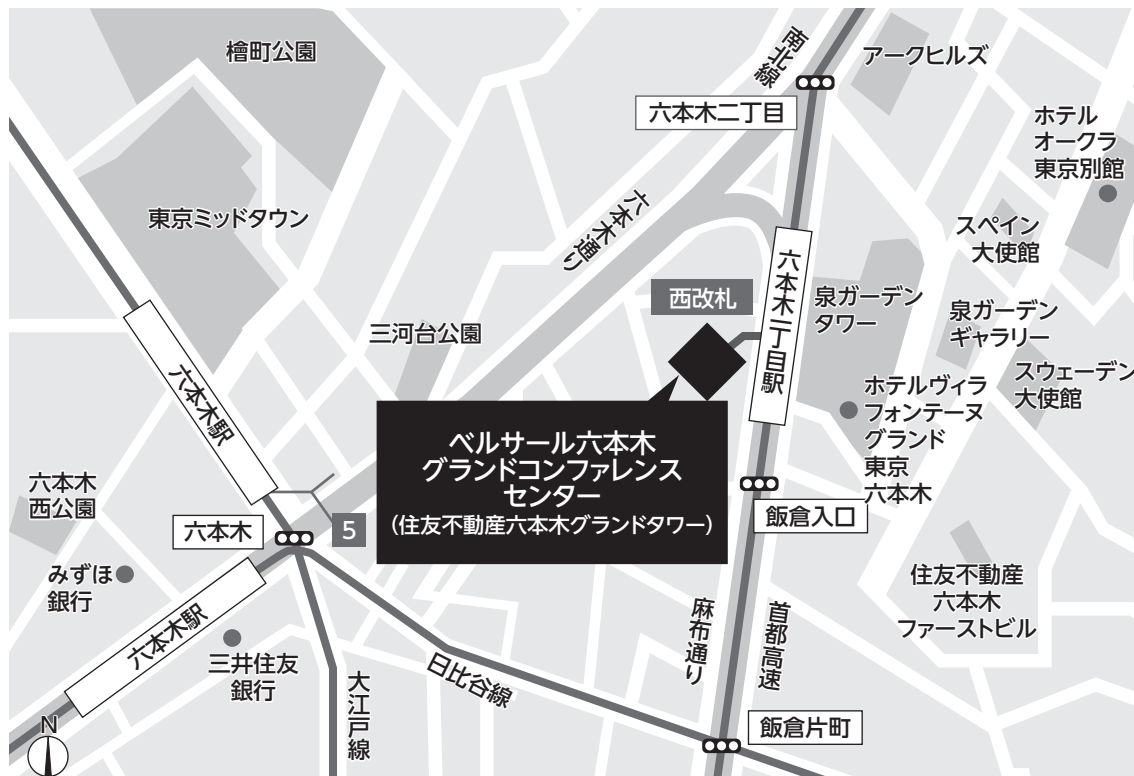 檜町公園
南北線
アークヒルズ
六本木二丁目
ホテル
オークラ
東京別館
東京ミッドタウン
六本木通り
スペイン
大使館
西改札
六本木一丁目駅
泉ガーデン
タワー
泉ガーデン
ギャラリー
三河台公園
スウェーデン
大使館
六本木駅
ホテルヴィラ
フォンテーヌ
グランド
東京
六本木
ベルサール六本木
グランドコンファレンス
センター
(住友不動産六本木グランドタワー)
六本木
西公園
六本木
5
飯倉入口
みずほ
銀行
住友不動産
六本木
ファーストビル
六本木駅
三井住友
銀行
麻布通り
首都高速
日比谷線
大江戸線
飯倉片町
N